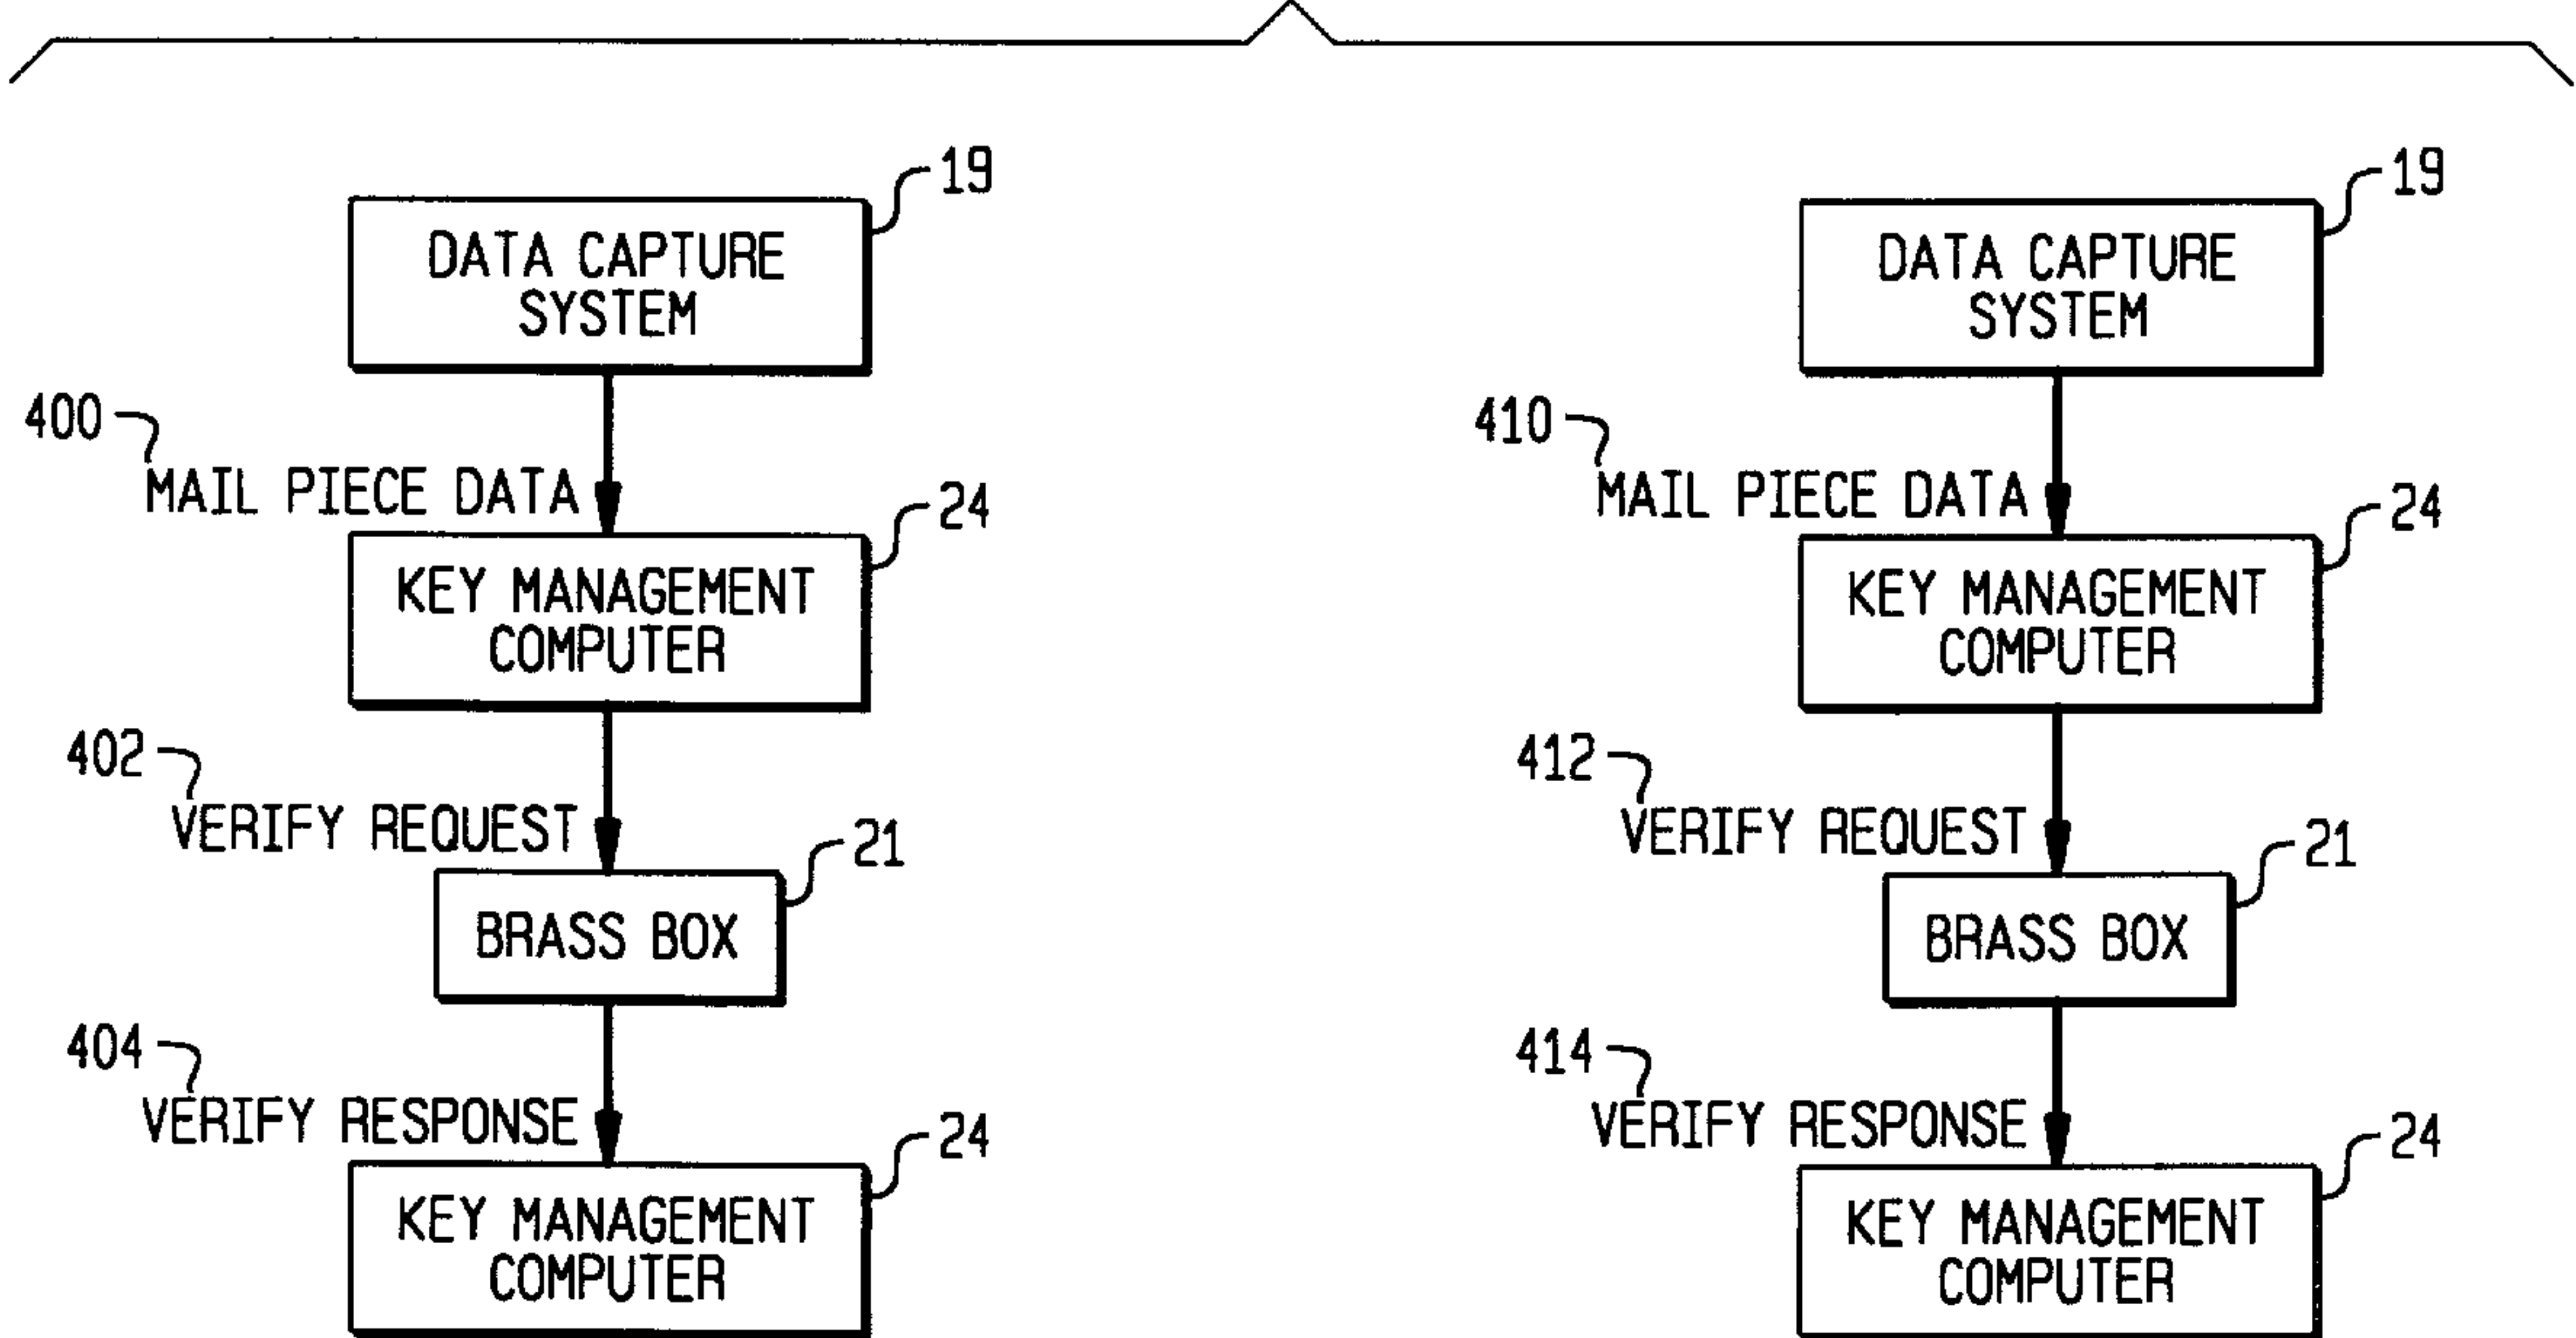 19
DATA CAPTURE
SYSTEM
400
MAIL PIECE DATA
24
KEY MANAGEMENT
COMPUTER
402
VERIFY REQUEST
21
BRASS BOX
404
VERIFY RESPONSE
24
KEY MANAGEMENT
COMPUTER
19
DATA CAPTURE
SYSTEM
410
MAIL PIECE DATA
24
KEY MANAGEMENT
COMPUTER
412
VERIFY REQUEST
21
BRASS BOX
414
VERIFY RESPONSE
24
KEY MANAGEMENT
COMPUTER